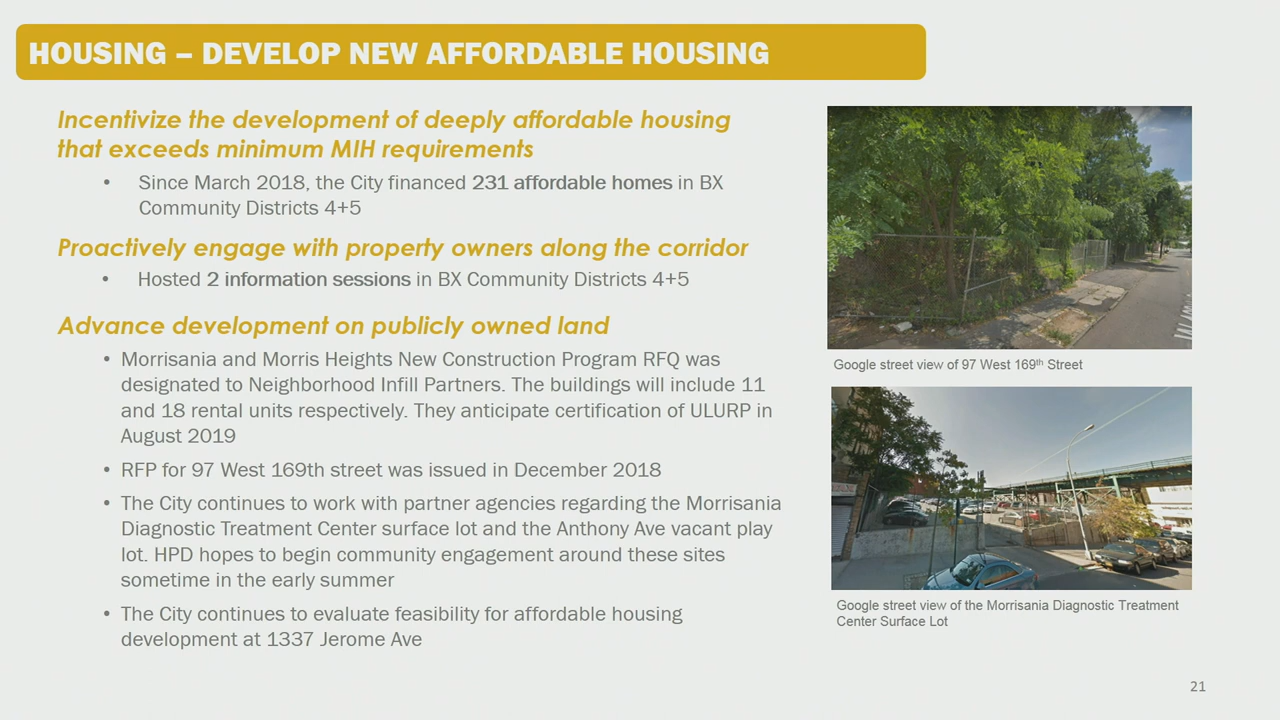 HOUSING – DEVELOP NEW AFFORDABLE HOUSING
Incentivize the development of deeply affordable housing
that exceeds minimum MIH requirements
• Since March 2018, the City financed 231 affordable homes in BX
Community Districts 4+5
Proactively engage with property owners along the corridor
• Hosted 2 information sessions in BX Community Districts 4+5
Advance development on publicly owned land
• Morrisania and Morris Heights New Construction Program RFQ was
designated to Neighborhood Infill Partners. The buildings will include 11
and 18 rental units respectively. They anticipate certification of ULURP in
August 2019
• RFP for 97 West 169th street was issued in December 2018
• The City continues to work with partner agencies regarding the Morrisania
Diagnostic Treatment Center surface lot and the Anthony Ave vacant play
lot. HPD hopes to begin community engagement around these sites
sometime in the early summer
• The City continues to evaluate feasibility for affordable housing
development at 1337 Jerome Ave
Google street view of 97 West 169th Street
Google street view of the Morrisania Diagnostic Treatment
Center Surface Lot
21